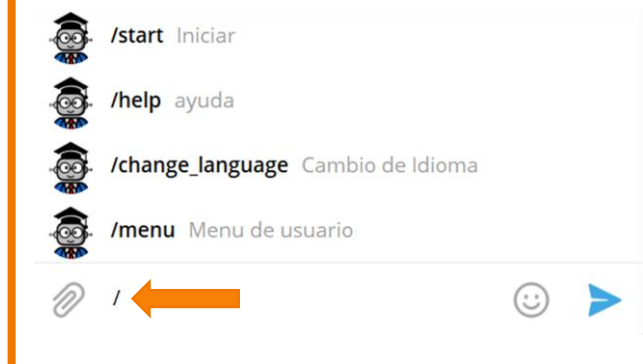 /start Iniciar
/help ayuda
/change_language Cambio de Idioma
/menu Menu de usuario
/